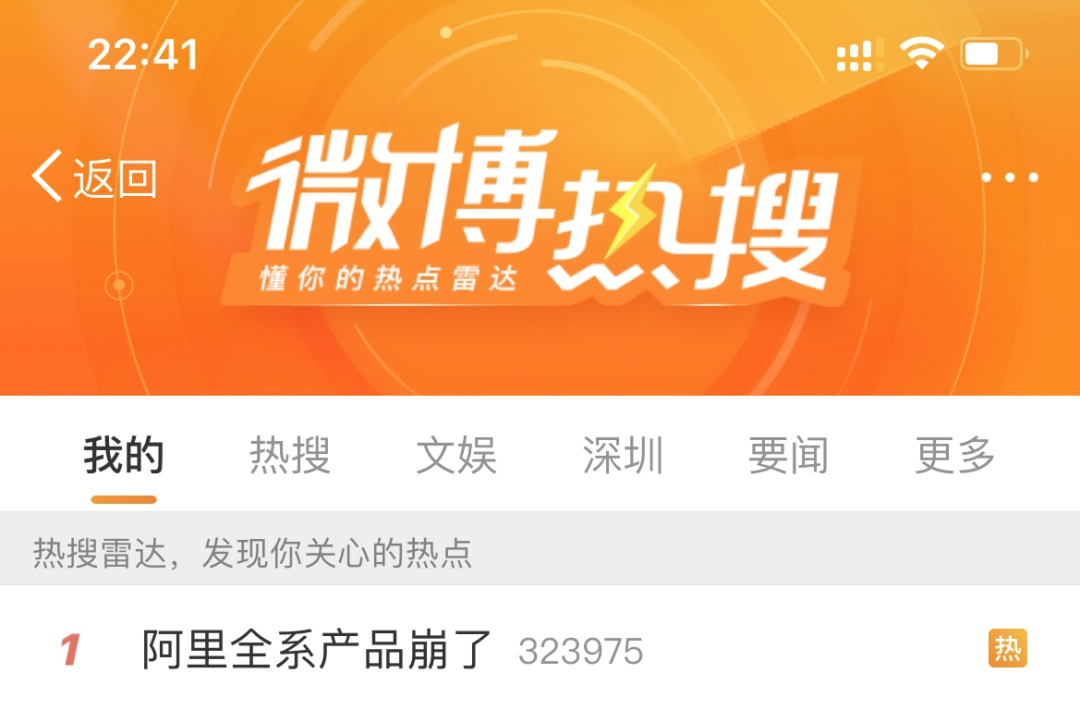 22:41
返回
微博热搜
懂你的热点雷达
我的 热搜 文娱 深圳 要闻 更多
热搜雷达，发现你关心的热点
1 阿里全系产品崩了 323975 热